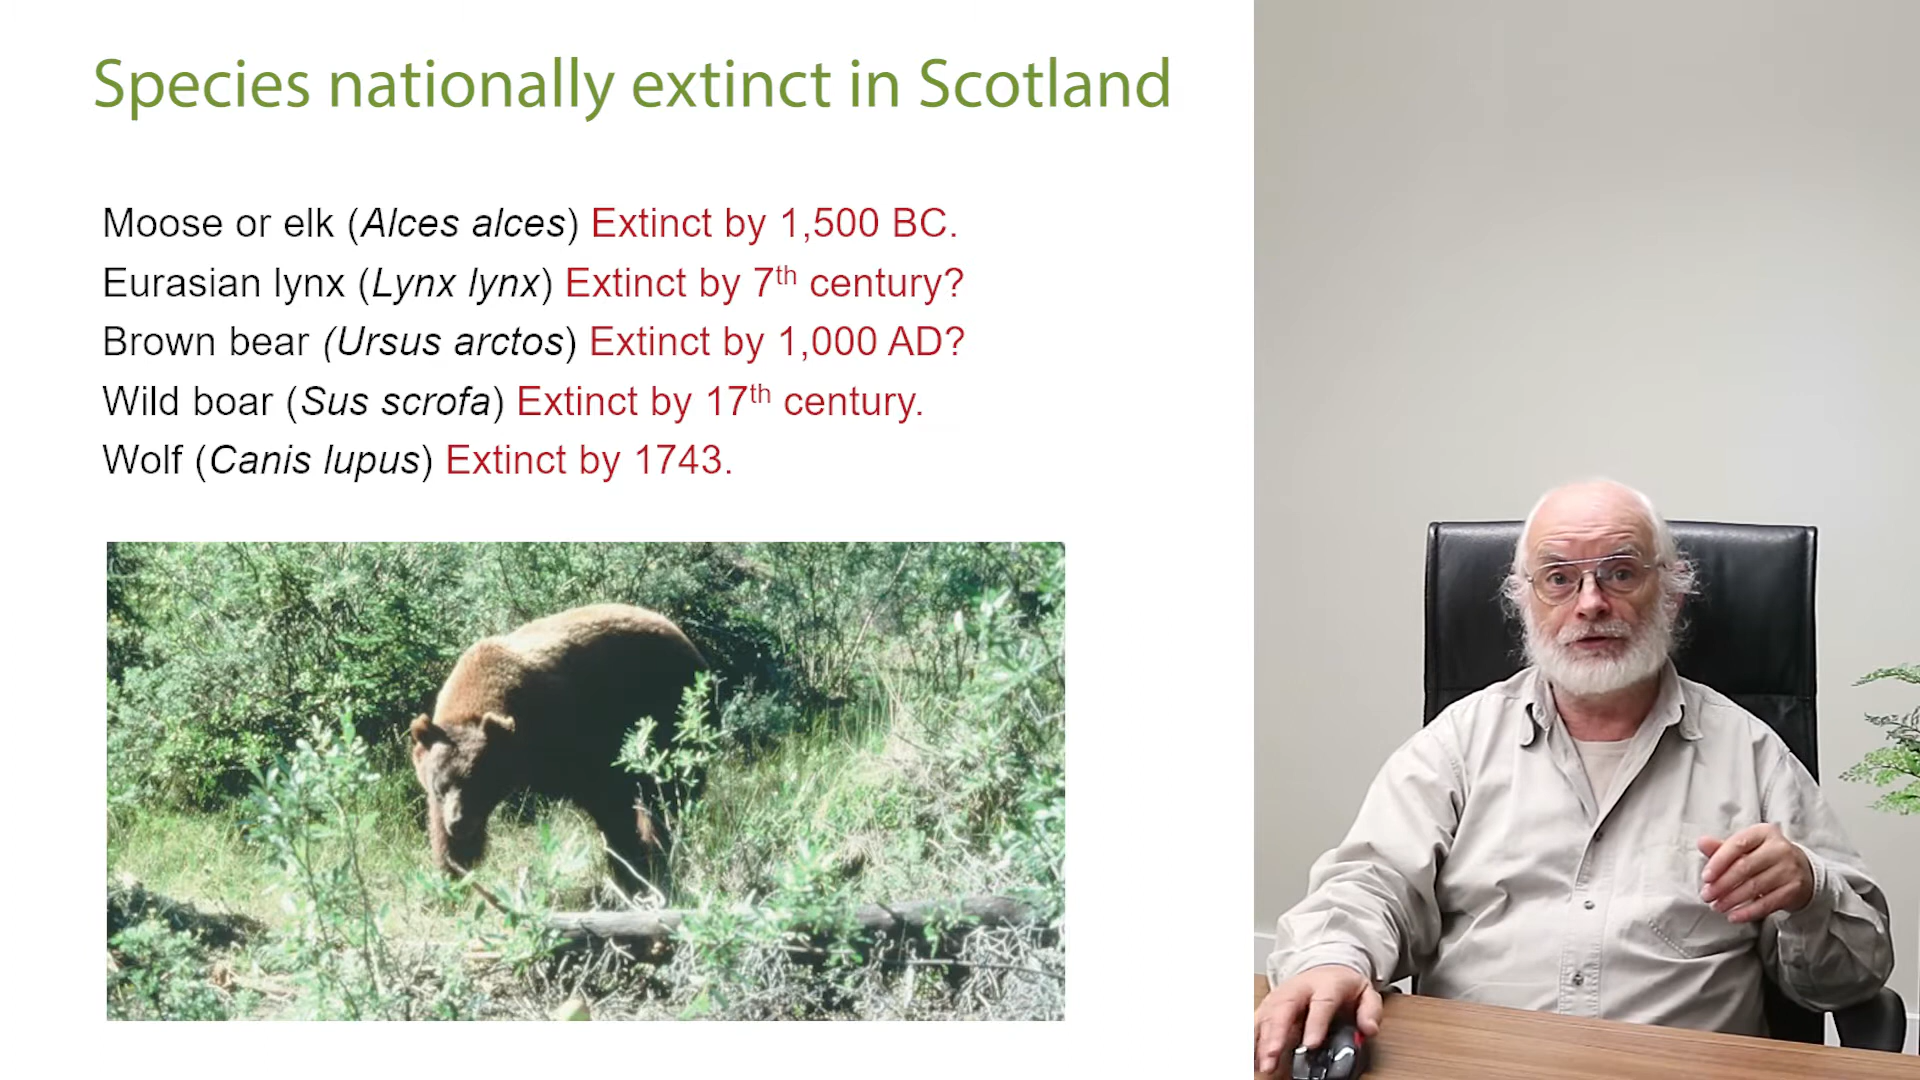 Species nationally extinct in Scotland
Moose or elk (Alces alces) Extinct by 1,500 BC.
Eurasian lynx (Lynx lynx) Extinct by 7th century?
Brown bear (Ursus arctos) Extinct by 1,000 AD?
Wild boar (Sus scrofa) Extinct by 17th century.
Wolf (Canis lupus) Extinct by 1743.